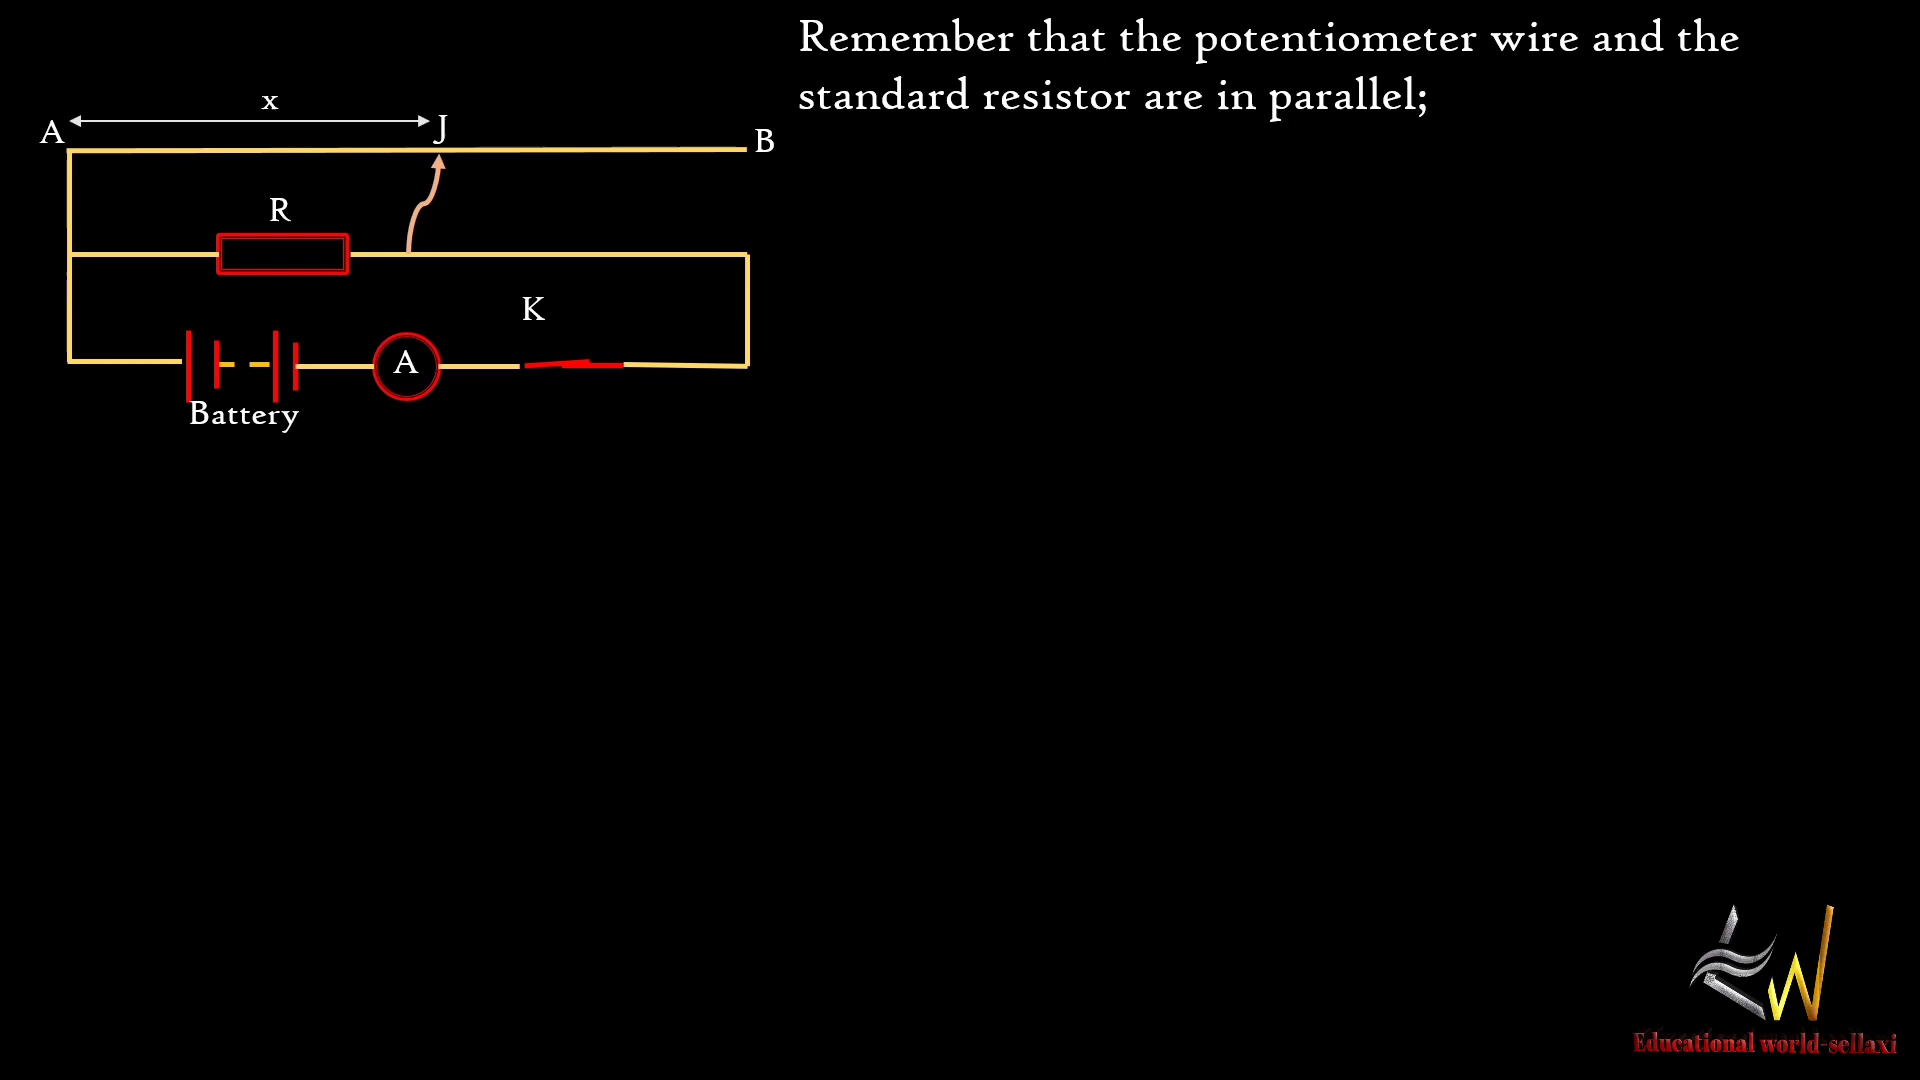 Remember that the potentiometer wire and the
standard resistor are in parallel;
x
A
J
B
R
K
A
Battery
Educational world-sellaxi